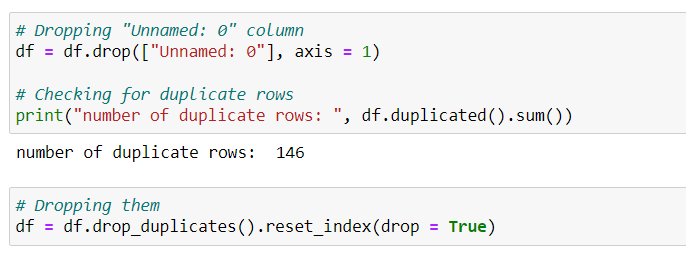 # Dropping "Unnamed: 0" column
df = df.drop(["Unnamed: 0"], axis = 1)
# Checking for duplicate rows
print("number of duplicate rows: ", df.duplicated().sum())
number of duplicate rows:  146
# Dropping them
df = df.drop_duplicates().reset_index(drop = True)